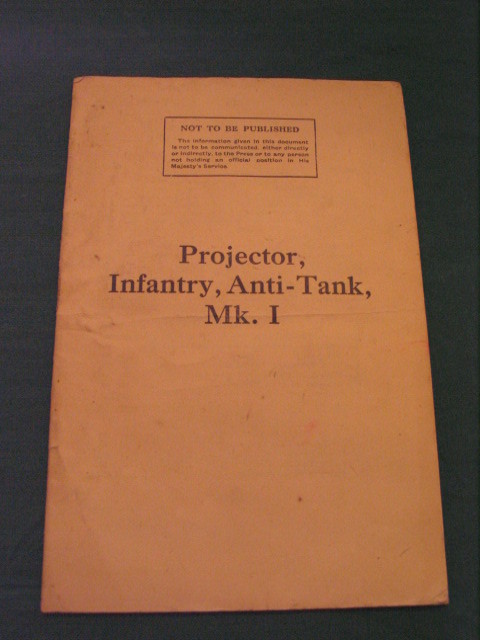 NOT TO BE PUBLISHED
The information given in this document
is not to be communicated, either directly
or indirectly, to the Press or to any person
not holding an official position in His
Majesty's Service.
Projector,
Infantry, Anti-Tank,
Mk. I